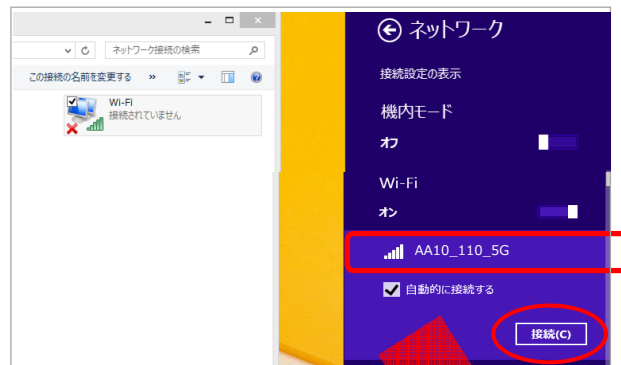 ネットワーク接続の検索
この接続の名前を変更する »
Wi-Fi
接続されていません
ネットワーク
接続設定の表示
機内モード
オフ
Wi-Fi
オン
AA10_110_5G
自動的に接続する
接続(C)